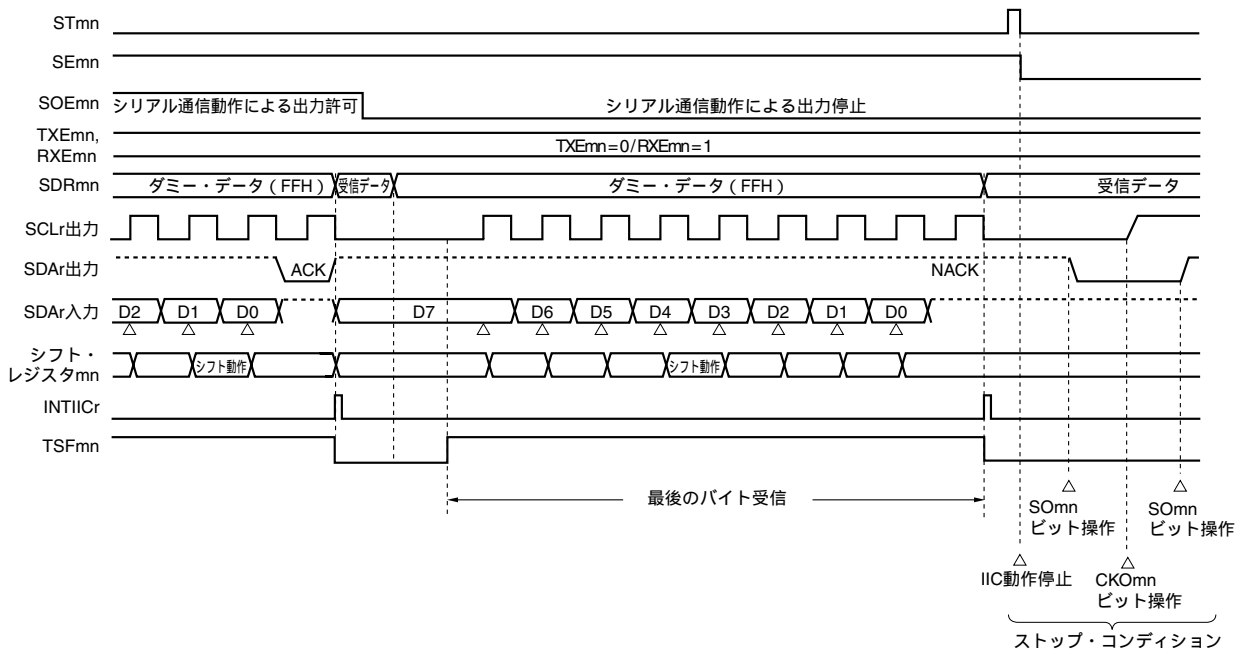 STmn
SEmn
SOEmn シリアル通信動作による出力許可 シリアル通信動作による出力停止
TXEmn,
RXEmn
TXEmn=0/RXEmn=1
SDRmn ダミー・データ(FFH) 受信データ ダミー・データ(FFH) 受信データ
SCLr出力
SDAr出力 ACK NACK
SDAr入力 D2 D1 D0 D7 D6 D5 D4 D3 D2 D1 D0
シフト・
レジスタmn
シフト動作 シフト動作
INTIICr
TSFmn
最後のバイト受信
SOmn
ビット操作
SOmn
ビット操作
IIC動作停止
CKOmn
ビット操作
ストップ・コンディション